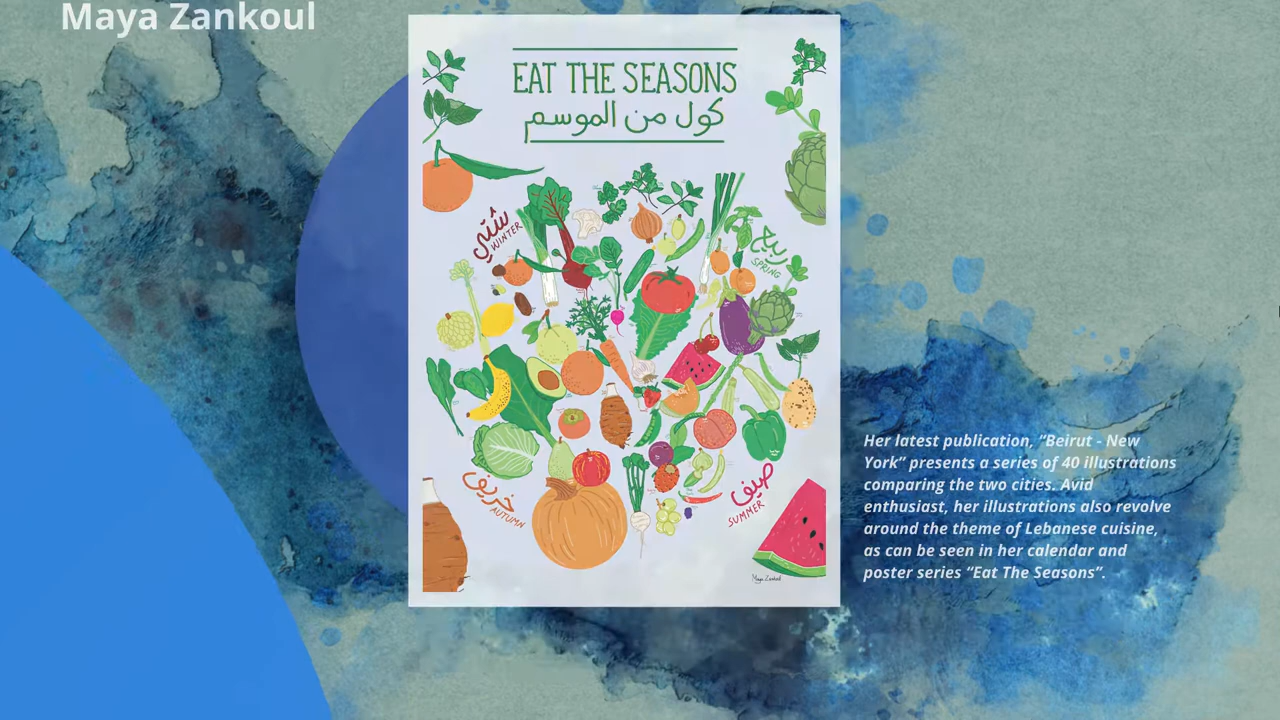 Maya Zankoul
EAT THE SEASONS
كول من الموسم
شتي
WINTER
ربيع
SPRING
خريف
AUTUMN
صيف
SUMMER
Maya Zankoul
Her latest publication, “Beirut - New
York” presents a series of 40 illustrations
comparing the two cities. Avid
enthusiast, her illustrations also revolve
around the theme of Lebanese cuisine,
as can be seen in her calendar and
poster series “Eat The Seasons”.